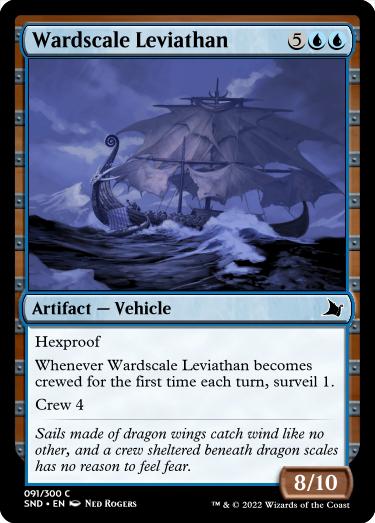 Wardscale Leviathan 5
Artifact — Vehicle
Hexproof
Whenever Wardscale Leviathan becomes
crewed for the first time each turn, surveil 1.
Crew 4
Sails made of dragon wings catch wind like no
other, and a crew sheltered beneath dragon scales
has no reason to feel fear.
8/10
091/300 C
SND • EN Ned Rogers
™ & © 2022 Wizards of the Coast